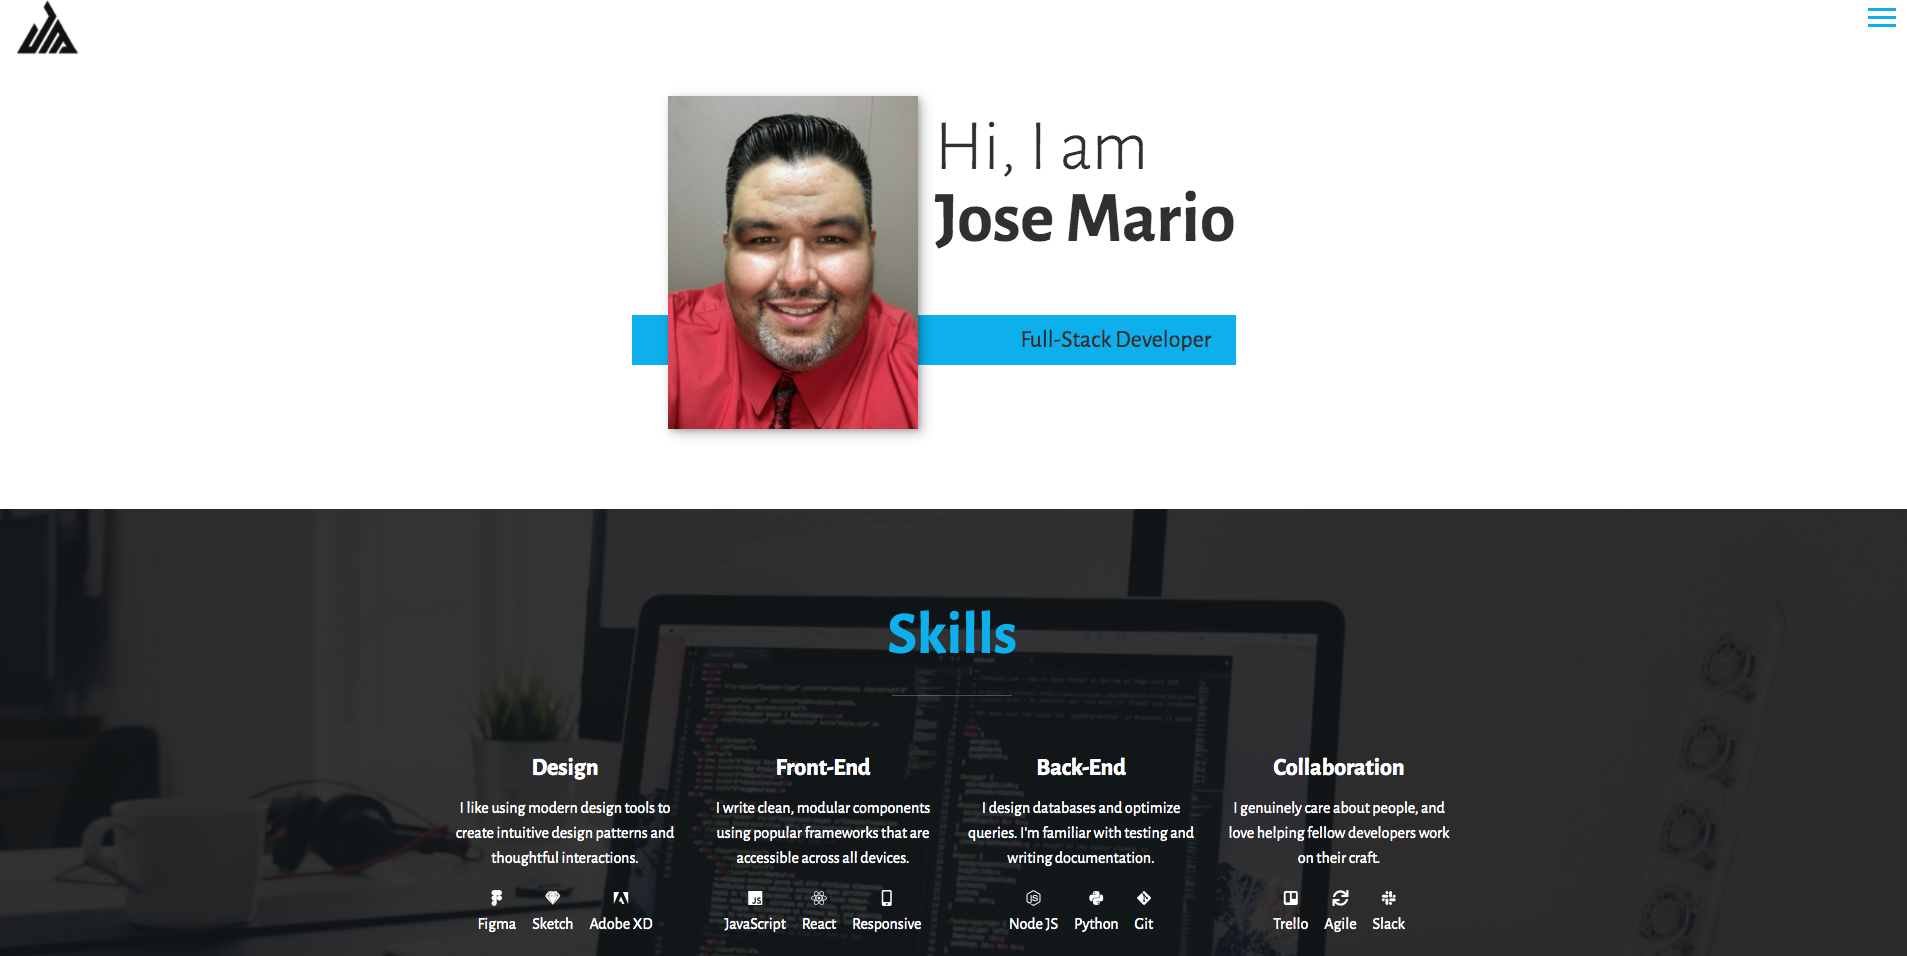 Hi, I am
Jose Mario
Full-Stack Developer
Skills
Design
I like using modern design tools to
create intuitive design patterns and
thoughtful interactions.
Figma Sketch Adobe XD
Front-End
I write clean, modular components
using popular frameworks that are
accessible across all devices.
JavaScript React Responsive
Back-End
I design databases and optimize
queries. I'm familiar with testing and
writing documentation.
Node JS Python Git
Collaboration
I genuinely care about people, and
love helping fellow developers work
on their craft.
Trello Agile Slack